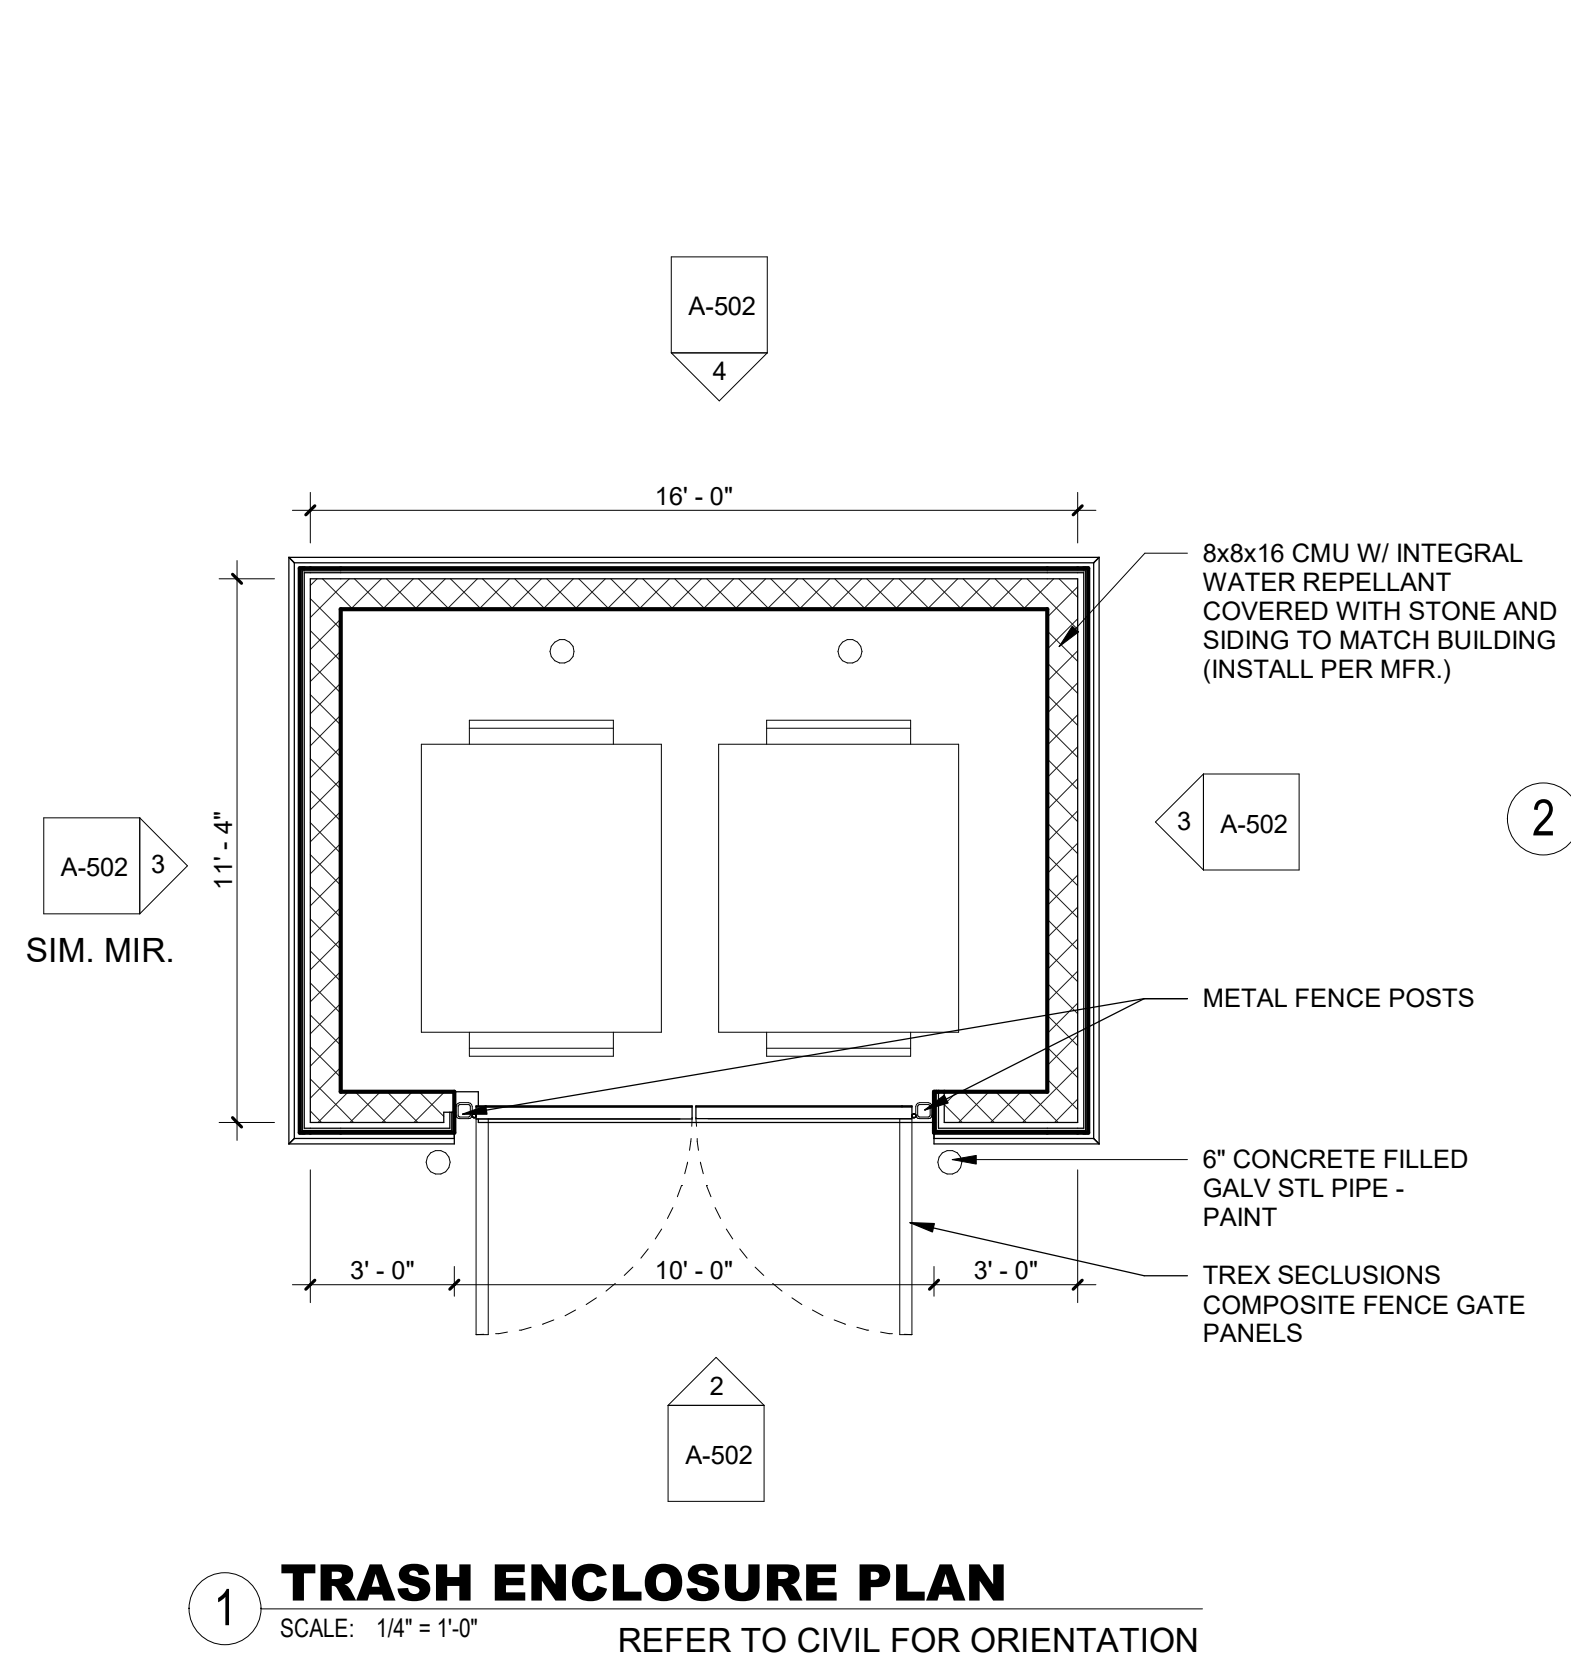 A-502
4
16' - 0"
8x8x16 CMU W/ INTEGRAL
WATER REPELLANT
COVERED WITH STONE AND
SIDING TO MATCH BUILDING
(INSTALL PER MFR.)
11' - 4"
A-502 3
SIM. MIR.
3 A-502
2
METAL FENCE POSTS
6" CONCRETE FILLED
GALV STL PIPE -
PAINT
3' - 0"
10' - 0"
3' - 0"
TREX SECLUSIONS
COMPOSITE FENCE GATE
PANELS
2
A-502
1
TRASH ENCLOSURE PLAN
SCALE: 1/4" = 1'-0"
REFER TO CIVIL FOR ORIENTATION